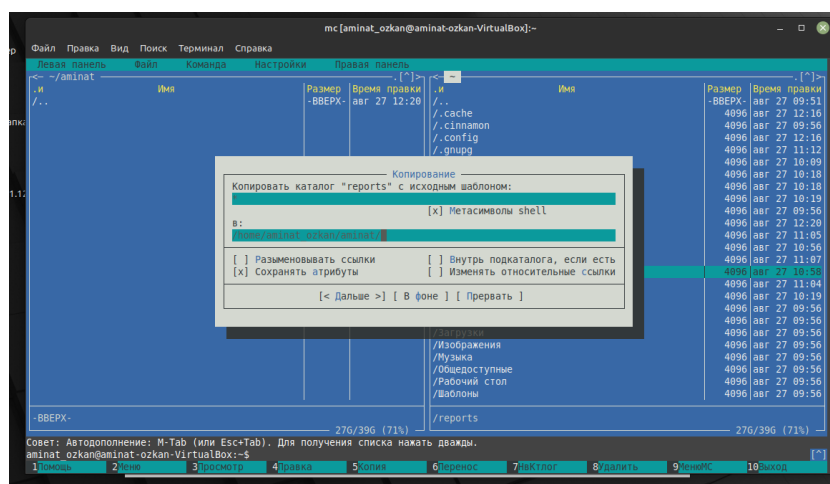 mc [aminat_ozkan@aminat-ozkan-VirtualBox]:~
Файл Правка Вид Поиск Терминал Справка
Левая панель Файл Команда Настройки Правая панель
<— ~/aminat .[^]>
.и Имя Размер Время правки
/.. -ВВЕРХ- авг 27 12:20
-ВВЕРХ-
27G/39G (71%)
<— ~ .[^]>
.и Имя Размер Время правки
/.. -ВВЕРХ- авг 27 09:51
/.cache 4096 авг 27 12:16
/.cinnamon 4096 авг 27 09:56
/.config 4096 авг 27 12:16
/.gnupg 4096 авг 27 11:12
4096 авг 27 10:09
4096 авг 27 10:18
4096 авг 27 10:18
4096 авг 27 10:19
4096 авг 27 09:56
4096 авг 27 12:20
4096 авг 27 11:05
4096 авг 27 10:56
4096 авг 27 11:07
4096 авг 27 10:58
4096 авг 27 11:04
4096 авг 27 10:19
4096 авг 27 09:56
4096 авг 27 09:56
/Загрузки 4096 авг 27 09:56
/Изображения 4096 авг 27 09:56
/Музыка 4096 авг 27 09:56
/Общедоступные 4096 авг 27 09:56
/Рабочий стол 4096 авг 27 09:56
/Шаблоны 4096 авг 27 09:56
/reports
27G/39G (71%)
Копирование
Копировать каталог "reports" с исходным шаблоном:
*
[x] Метасимволы shell
в:
/home/aminat_ozkan/aminat/
[ ] Разыменовывать ссылки [ ] Внутрь подкаталога, если есть
[x] Сохранять атрибуты [ ] Изменять относительные ссылки
[< Дальше >] [ В фоне ] [ Прервать ]
Совет: Автодополнение: M-Tab (или Esc+Tab). Для получения списка нажать дважды.
aminat_ozkan@aminat-ozkan-VirtualBox:~$ [^]
1Помощь 2Меню 3Просмотр 4Правка 5Копия 6Перенос 7НвКтлог 8Удалить 9МенюMC 10Выход